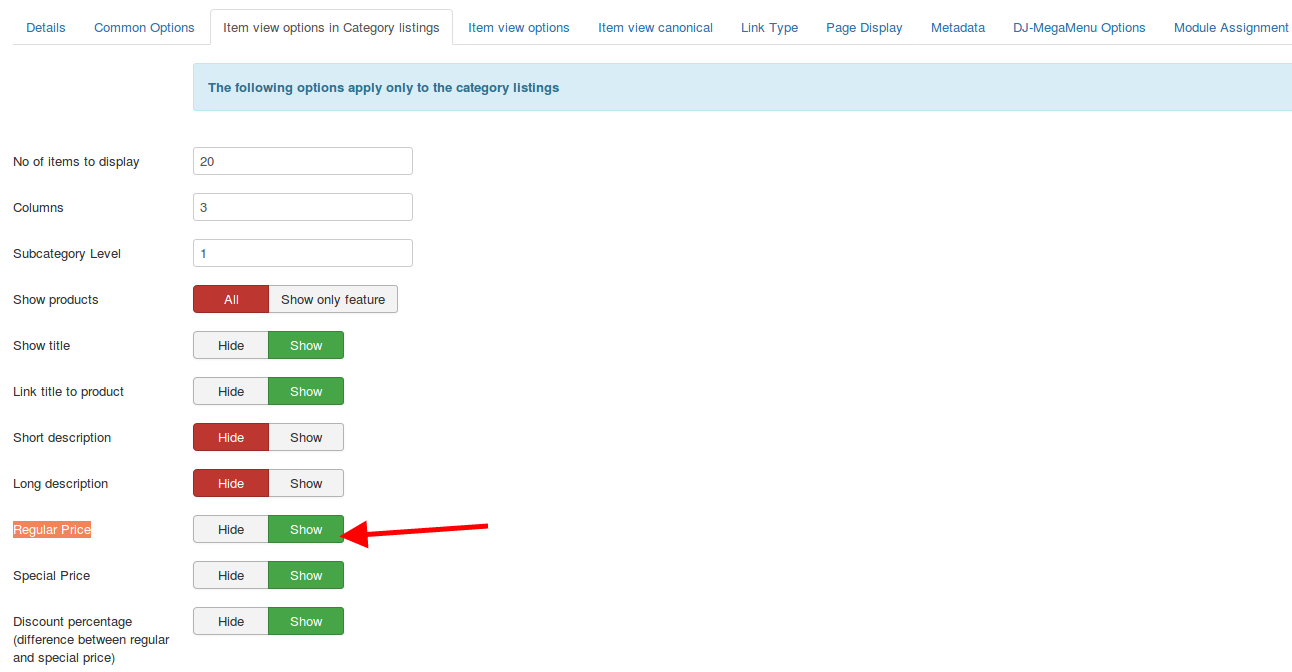 Details Common Options Item view options in Category listings Item view options Item view canonical Link Type Page Display Metadata DJ-MegaMenu Options Module Assignment
The following options apply only to the category listings
No of items to display 20
Columns 3
Subcategory Level 1
Show products All Show only feature
Show title Hide Show
Link title to product Hide Show
Short description Hide Show
Long description Hide Show
Regular Price Hide Show
Special Price Hide Show
Discount percentage Hide Show
(difference between regular
and special price)